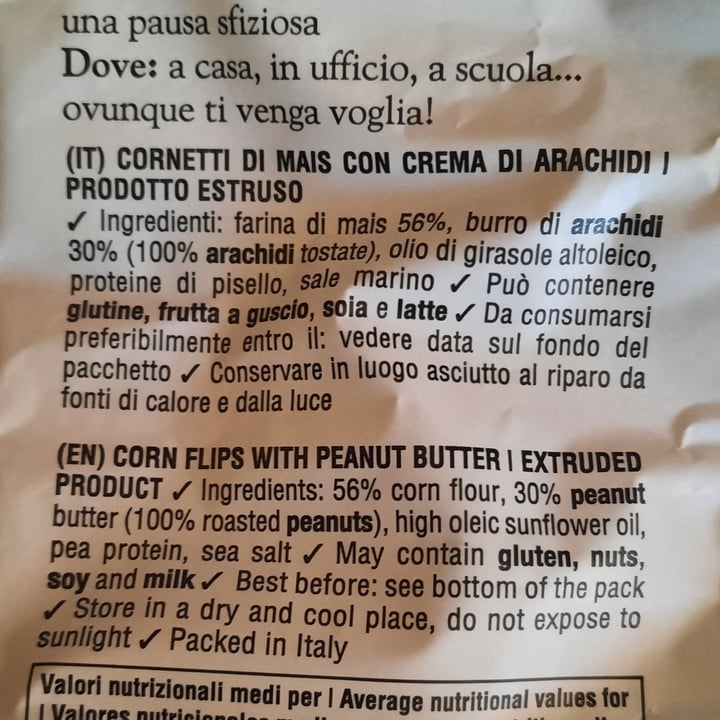 una pausa sfiziosa
Dove: a casa, in ufficio, a scuola...
ovunque ti venga voglia!
(IT) CORNETTI DI MAIS CON CREMA DI ARACHIDI |
PRODOTTO ESTRUSO
✓ Ingredienti: farina di mais 56%, burro di arachidi
30% (100% arachidi tostate), olio di girasole altoleico,
proteine di pisello, sale marino ✓ Può contenere
glutine, frutta a guscio, soia e latte ✓ Da consumarsi
preferibilmente entro il: vedere data sul fondo del
pacchetto ✓ Conservare in luogo asciutto al riparo da
fonti di calore e dalla luce
(EN) CORN FLIPS WITH PEANUT BUTTER | EXTRUDED
PRODUCT ✓ Ingredients: 56% corn flour, 30% peanut
butter (100% roasted peanuts), high oleic sunflower oil,
pea protein, sea salt ✓ May contain gluten, nuts,
soy and milk ✓ Best before: see bottom of the pack
✓ Store in a dry and cool place, do not expose to
sunlight ✓ Packed in Italy
Valori nutrizionali medi per | Average nutritional values for
| Valores nutricionales